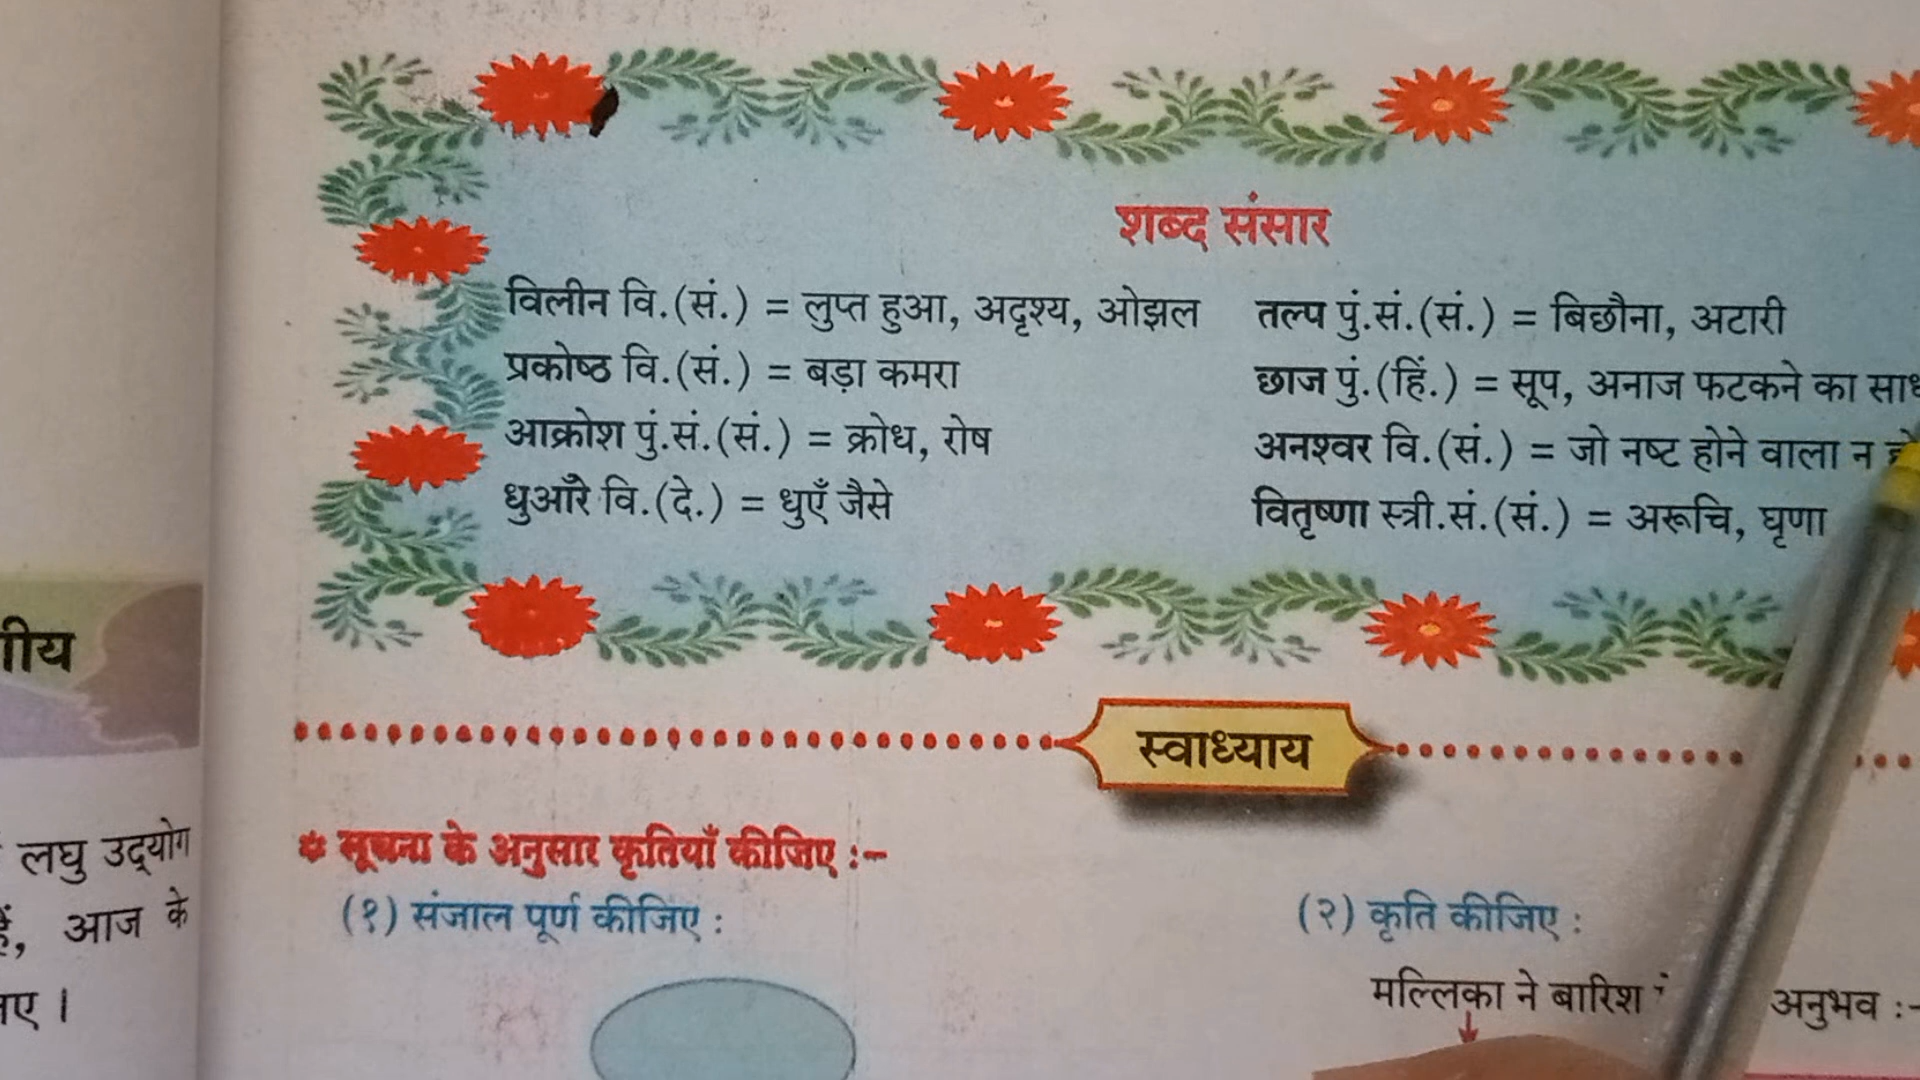 शब्द संसार
विलीन वि.(सं.) = लुप्त हुआ, अदृश्य, ओझल
प्रकोष्ठ वि.(सं.) = बड़ा कमरा
आक्रोश पुं.सं.(सं.) = क्रोध, रोष
धुआँरे वि.(दे.) = धुएँ जैसे
तल्प पुं.सं.(सं.) = बिछौना, अटारी
छाज पुं.(हिं.) = सूप, अनाज फटकने का
अनश्वर वि.(सं.) = जो नष्ट होने वाला न
वितृष्णा स्त्री.सं.(सं.) = अरूचि, घृणा
स्वाध्याय
* सूचना के अनुसार कृतियाँ कीजिए :-
(१) संजाल पूर्ण कीजिए :
(२) कृति कीजिए :
मल्लिका ने बारिश अनुभव :-
लघु उद्‌योग
आज के